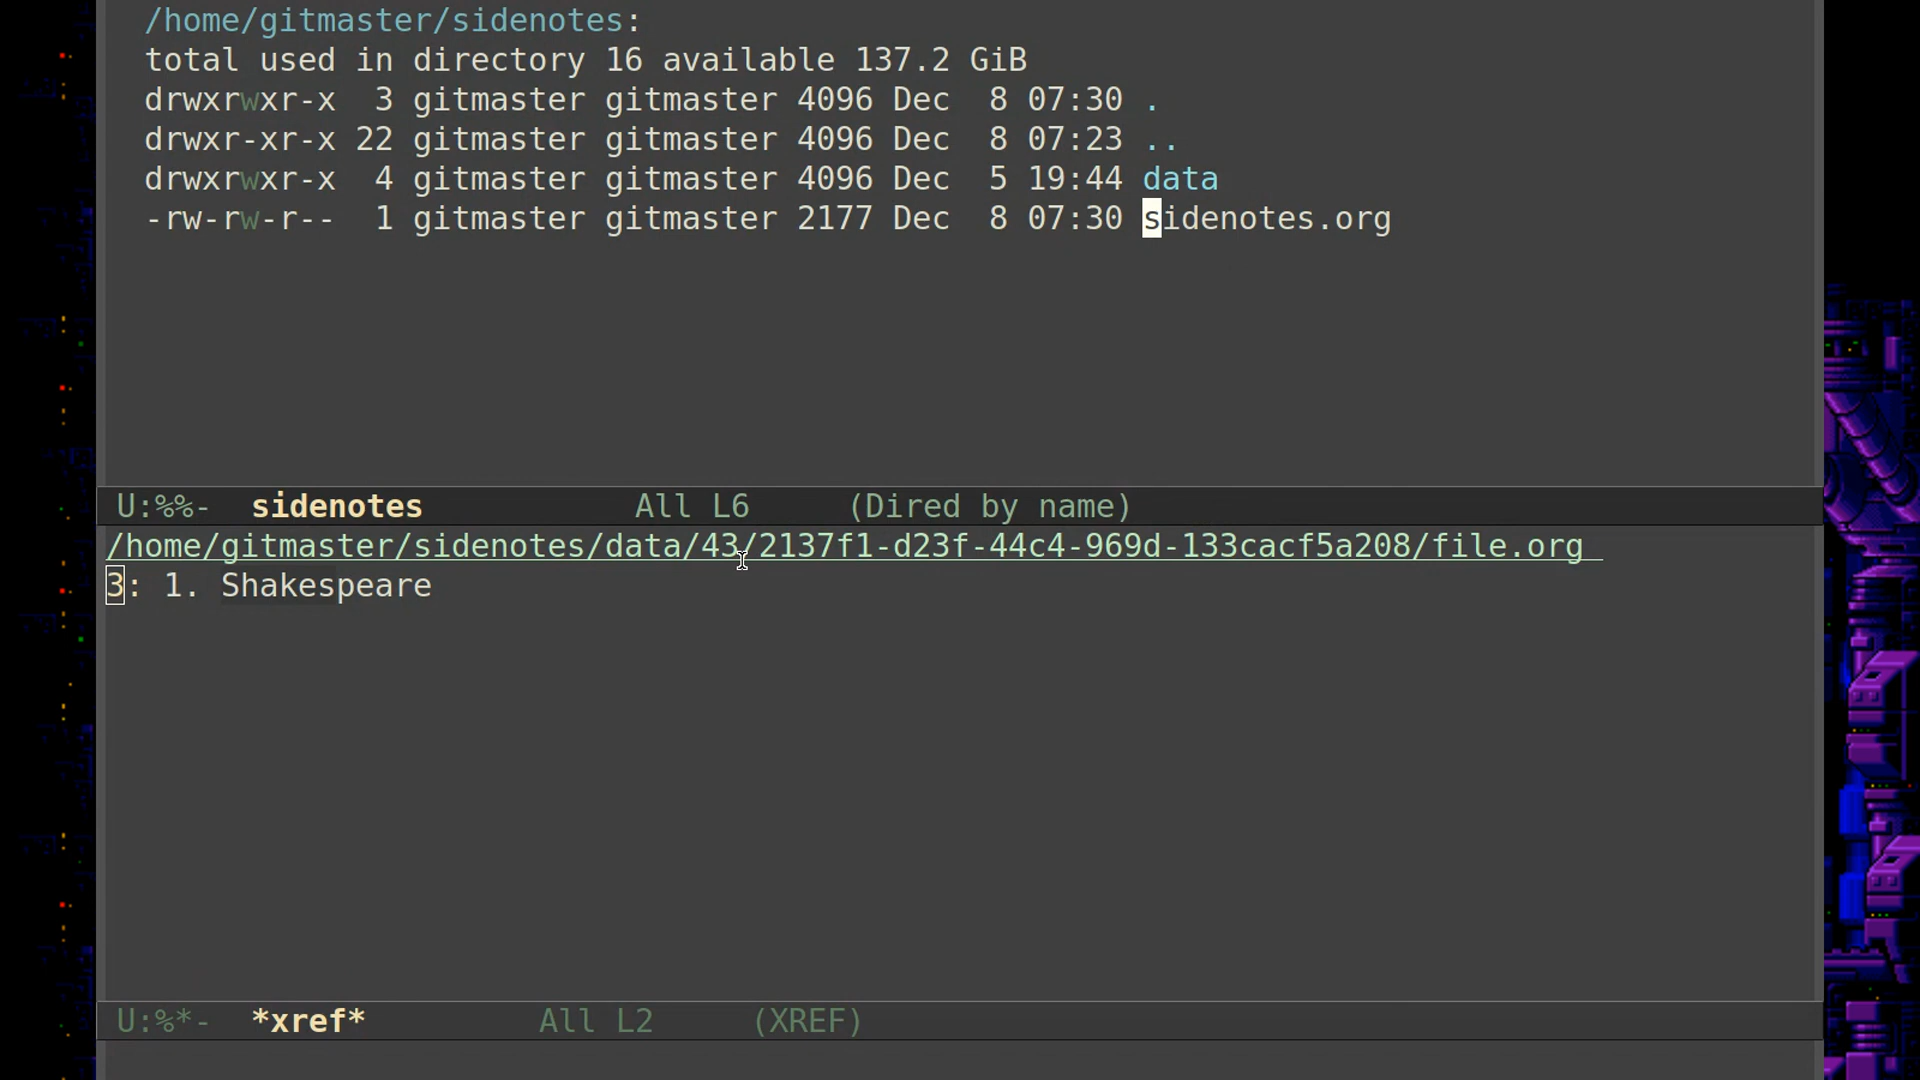 /home/gitmaster/sidenotes:
total used in directory 16 available 137.2 GiB
drwxrwxr-x  3 gitmaster gitmaster 4096 Dec  8 07:30 .
drwxr-xr-x 22 gitmaster gitmaster 4096 Dec  8 07:23 ..
drwxrwxr-x  4 gitmaster gitmaster 4096 Dec  5 19:44 data
-rw-rw-r--  1 gitmaster gitmaster 2177 Dec  8 07:30 sidenotes.org
U:%%-  sidenotes           All L6     (Dired by name)
/home/gitmaster/sidenotes/data/43/2137f1-d23f-44c4-969d-133cacf5a208/file.org
3: 1. Shakespeare
U:%*-  *xref*         All L2     (XREF)